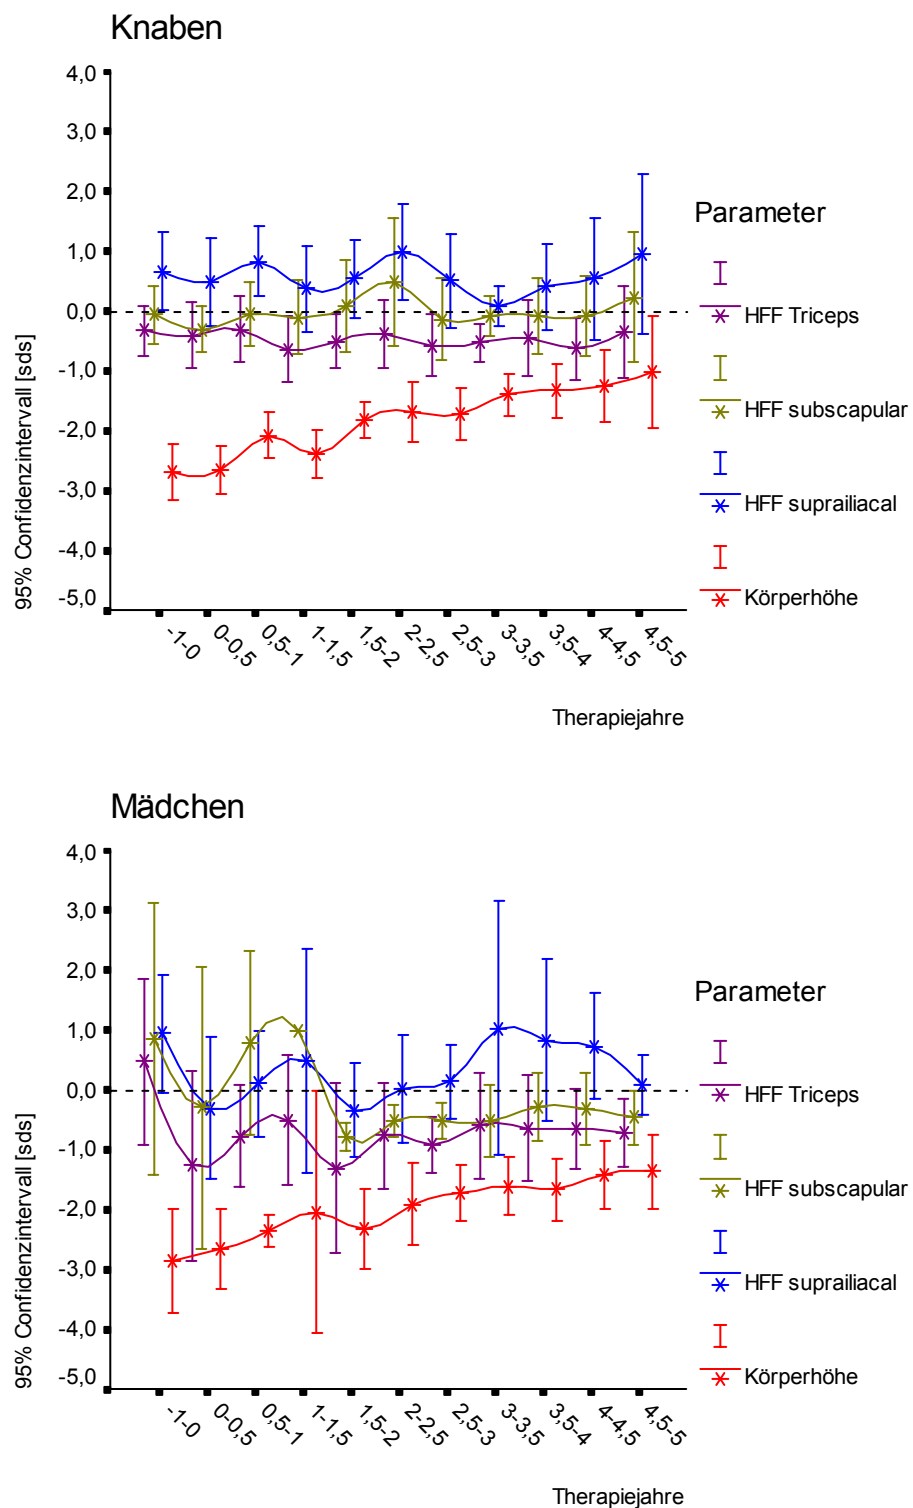 Knaben
95% Confidenzintervall [sds]
4,0
3,0
2,0
1,0
0,0
-1,0
-2,0
-3,0
-4,0
-5,0
-1-0
0-0,5
0,5-1
1-1,5
1,5-2
2-2,5
2,5-3
3-3,5
3,5-4
4-4,5
4,5-5
Therapiejahre
Parameter
HFF Triceps
HFF subscapular
HFF suprailiacal
Körperhöhe
Mädchen
95% Confidenzintervall [sds]
4,0
3,0
2,0
1,0
0,0
-1,0
-2,0
-3,0
-4,0
-5,0
-1-0
0-0,5
0,5-1
1-1,5
1,5-2
2-2,5
2,5-3
3-3,5
3,5-4
4-4,5
4,5-5
Therapiejahre
Parameter
HFF Triceps
HFF subscapular
HFF suprailiacal
Körperhöhe